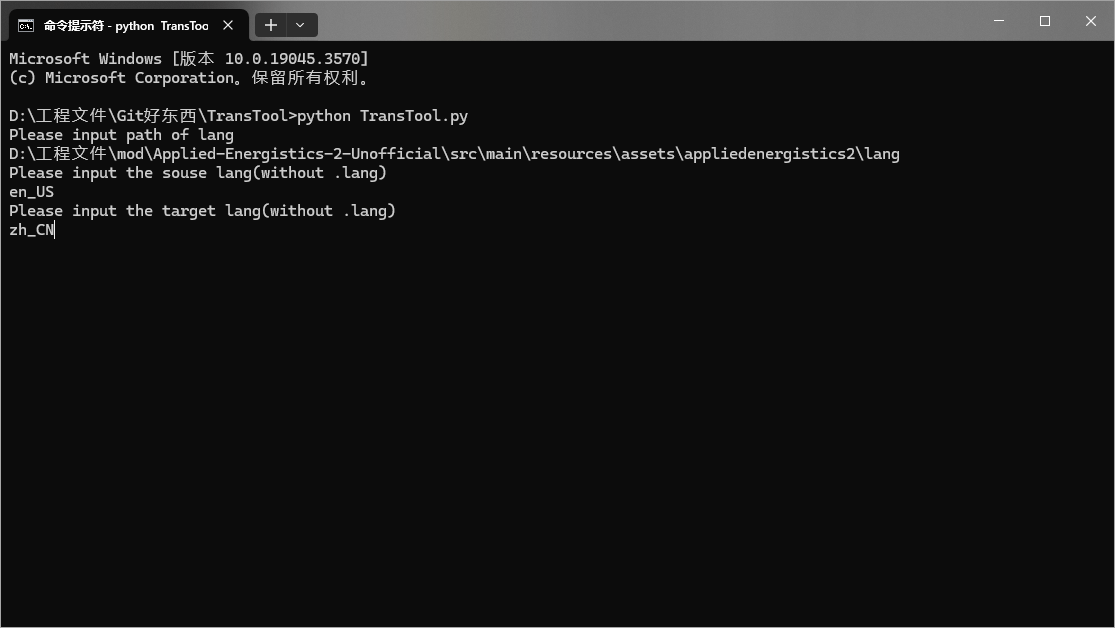 命令提示符 - python TransToo
Microsoft Windows [版本 10.0.19045.3570]
(c) Microsoft Corporation。保留所有权利。
D:\工程文件\Git好东西\TransTool>python TransTool.py
Please input path of lang
D:\工程文件\mod\Applied-Energistics-2-Unofficial\src\main\resources\assets\appliedenergistics2\lang
Please input the souse lang(without .lang)
en_US
Please input the target lang(without .lang)
zh_CN